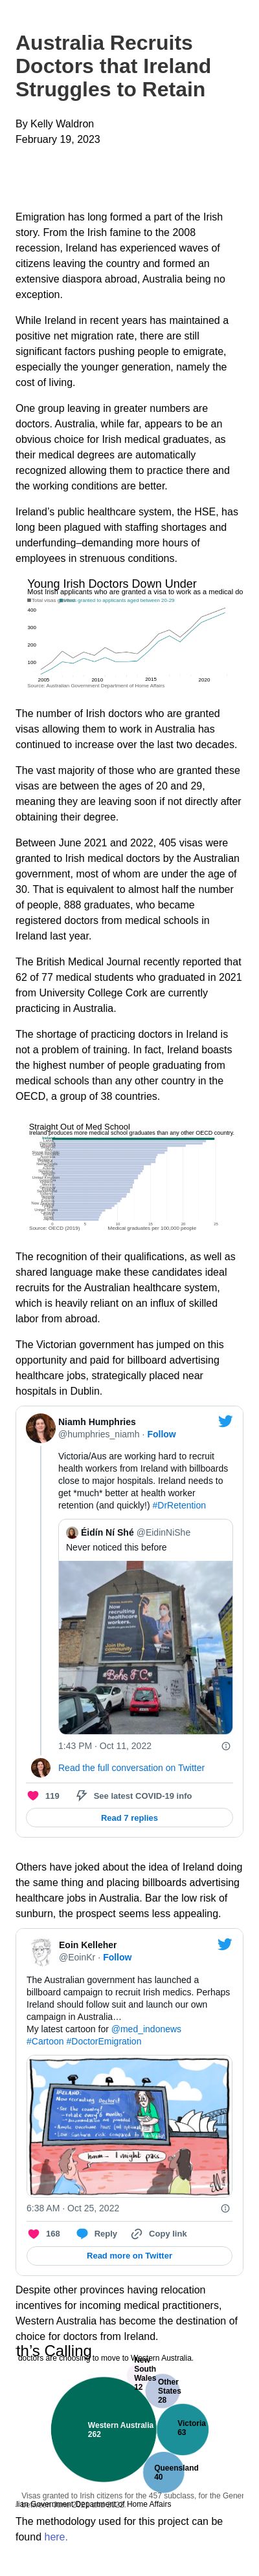 Australia Recruits
Doctors that Ireland
Struggles to Retain
By Kelly Waldron
February 19, 2023
Emigration has long formed a part of the Irish
story. From the Irish famine to the 2008
recession, Ireland has experienced waves of
citizens leaving the country and formed an
extensive diaspora abroad, Australia being no
exception.
While Ireland in recent years has maintained a
positive net migration rate, there are still
significant factors pushing people to emigrate,
especially the younger generation, namely the
cost of living.
One group leaving in greater numbers are
doctors. Australia, while far, appears to be an
obvious choice for Irish medical graduates, as
their medical degrees are automatically
recognized allowing them to practice there and
the working conditions are better.
Ireland's public healthcare system, the HSE, has
long been plagued with staffing shortages and
underfunding–demanding more hours of
employees in strenuous conditions.
Young Irish Doctors Down Under
Most Irish applicants who are granted a visa to work as a medical do
Total visas granted to applicants aged between 20-29
400
300
200
100
2005
2010
2015
2020
Source: Australian Government Department of Home Affairs
The number of Irish doctors who are granted
visas allowing them to work in Australia has
continued to increase over the last two decades.
The vast majority of those who are granted these
visas are between the ages of 20 and 29,
meaning they are leaving soon if not directly after
obtaining their degree.
Between June 2021 and 2022, 405 visas were
granted to Irish medical doctors by the Australian
government, most of whom are under the age of
30. That is equivalent to almost half the number
of people, 888 graduates, who became
registered doctors from medical schools in
Ireland last year.
The British Medical Journal recently reported that
62 of 77 medical students who graduated in 2021
from University College Cork are currently
practicing in Australia.
The shortage of practicing doctors in Ireland is
not a problem of training. In fact, Ireland boasts
the highest number of people graduating from
medical schools than any other country in the
OECD, a group of 38 countries.
Straight Out of Med School
Ireland produces more medical school graduates than any other OECD country.
0
5
10
15
20
25
Source: OECD (2019)
Medical graduates per 100,000 people
The recognition of their qualifications, as well as
shared language make these candidates ideal
recruits for the Australian healthcare system,
which is heavily reliant on an influx of skilled
labor from abroad.
The Victorian government has jumped on this
opportunity and paid for billboard advertising
healthcare jobs, strategically placed near
hospitals in Dublin.
Niamh Humphries
@humphries_niamh · Follow
Victoria/Aus are working hard to recruit
health workers from Ireland with billboards
close to major hospitals. Ireland needs to
get *much* better at health worker
retention (and quickly!) #DrRetention
Éidín Ní Shé @EidinNiShe
Never noticed this before
Now
recruiting
healthcare
workers.
Join the
community
Bohs F.C.
1:43 PM · Oct 11, 2022
Read the full conversation on Twitter
119
See latest COVID-19 info
Read 7 replies
Others have joked about the idea of Ireland doing
the same thing and placing billboards advertising
healthcare jobs in Australia. Bar the low risk of
sunburn, the prospect seems less appealing.
Eoin Kelleher
@EoinKr · Follow
The Australian government has launched a
billboard campaign to recruit Irish medics. Perhaps
Ireland should follow suit and launch our own
campaign in Australia…
My latest cartoon for @med_indonews
#Cartoon #DoctorEmigration
6:38 AM · Oct 25, 2022
168
Reply
Copy link
Read more on Twitter
Despite other provinces having relocation
incentives for incoming medical practitioners,
Western Australia has become the destination of
choice for doctors from Ireland.
th's Calling
doctors are choosing to move to Western Australia.
New
South
Wales
12
Other
States
28
Western Australia
262
Victoria
63
Queensland
40
Visas granted to Irish citizens for the 457 subclass, for the Gener
lian Government Department of Home Affairs
The methodology used for this project can be
found here.